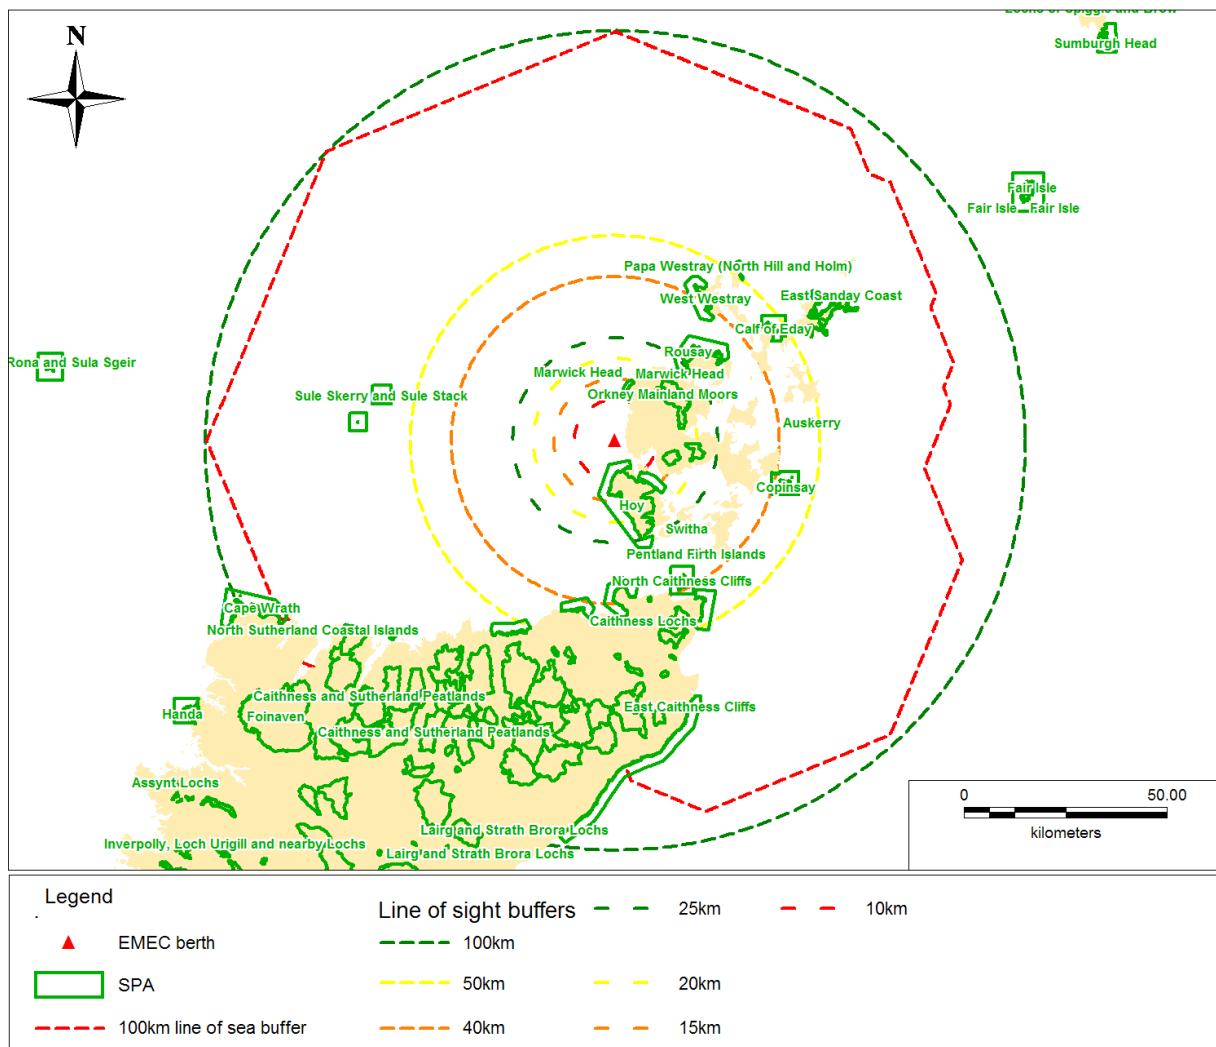 Lochs of Spiggie and Brow
Sumburgh Head
N
Fair Isle
Fair Isle Fair Isle
Papa Westray (North Hill and Holm)
West Westray
East Sanday Coast
Calf of Eday
Rousay
Rona and Sula Sgeir
Marwick Head
Marwick Head
Sule Skerry and Sule Stack
Orkney Mainland Moors
Auskerry
Copinsay
Hoy
Switha
Pentland Firth Islands
North Caithness Cliffs
Cape Wrath
Caithness Lochs
North Sutherland Coastal Islands
Caithness and Sutherland Peatlands
East Caithness Cliffs
Handa
Foinaven
Caithness and Sutherland Peatlands
Assynt Lochs
Lairg and Strath Brora Lochs
Inverpolly, Loch Urigill and nearby Lochs
Lairg and Strath Brora Lochs
0 50.00
kilometers
Legend
EMEC berth
SPA
100km line of sea buffer
Line of sight buffers
100km
50km
40km
25km
20km
15km
10km